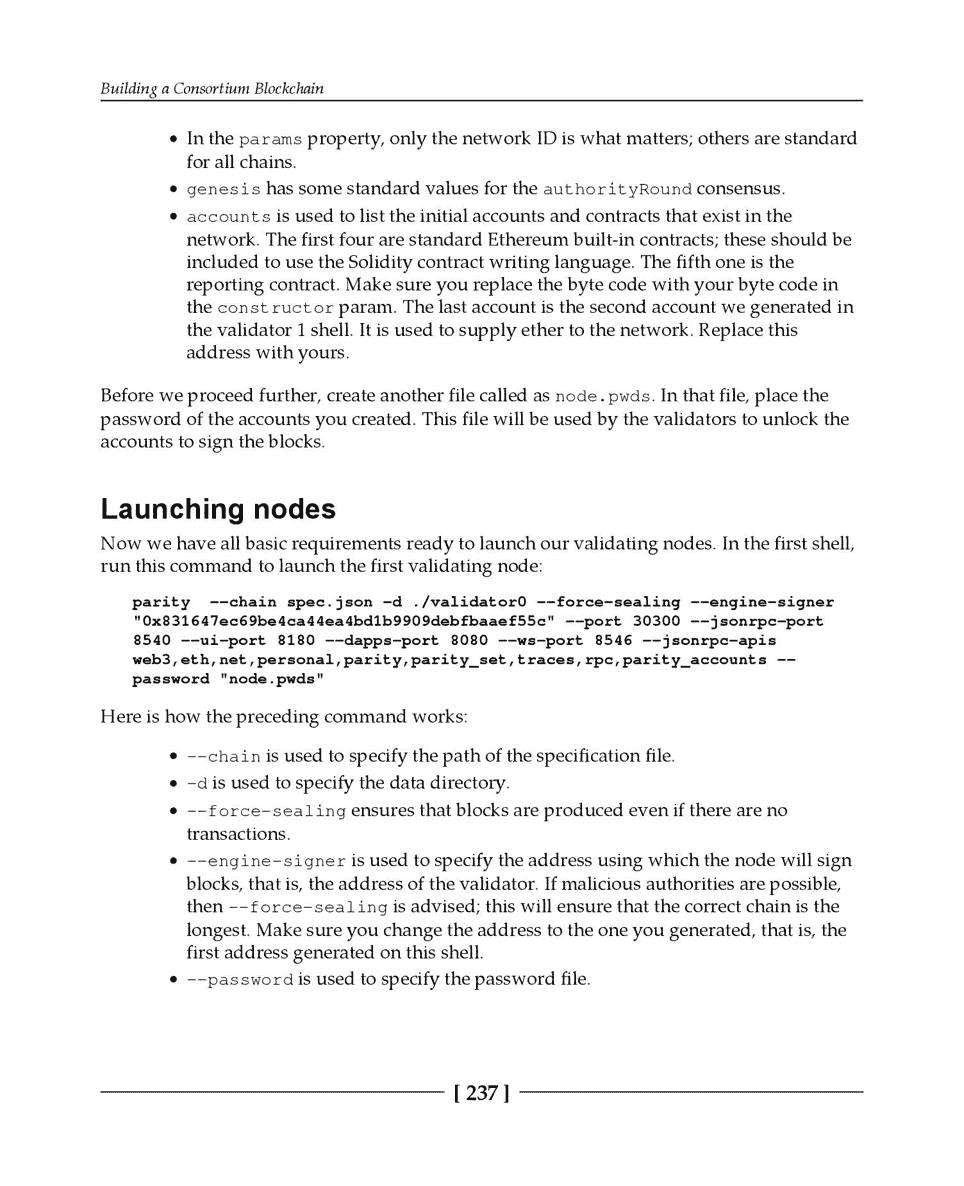 Building a Consortium Blockchain
• In the params property, only the network ID is what matters; others are standard
for all chains.
• genesis has some standard values for the authorityRound consensus.
• accounts is used to list the initial accounts and contracts that exist in the
network. The first four are standard Ethereum built-in contracts; these should be
included to use the Solidity contract writing language. The fifth one is the
reporting contract. Make sure you replace the byte code with your byte code in
the constructor param. The last account is the second account we generated in
the validator 1 shell. It is used to supply ether to the network. Replace this
address with yours.
Before we proceed further, create another file called as node.pwds. In that file, place the
password of the accounts you created. This file will be used by the validators to unlock the
accounts to sign the blocks.
Launching nodes
Now we have all basic requirements ready to launch our validating nodes. In the first shell,
run this command to launch the first validating node:
parity  --chain spec.json -d ./validator0 --force-sealing --engine-signer
"0x831647ec69be4ca44ea4bd1b9909debfbaaef55c" --port 30300 --jsonrpc-port
8540 --ui-port 8180 --dapps-port 8080 --ws-port 8546 --jsonrpc-apis
web3,eth,net,personal,parity,parity_set,traces,rpc,parity_accounts --
password "node.pwds"
Here is how the preceding command works:
• --chain is used to specify the path of the specification file.
• -d is used to specify the data directory.
• --force-sealing ensures that blocks are produced even if there are no
transactions.
• --engine-signer is used to specify the address using which the node will sign
blocks, that is, the address of the validator. If malicious authorities are possible,
then --force-sealing is advised; this will ensure that the correct chain is the
longest. Make sure you change the address to the one you generated, that is, the
first address generated on this shell.
• --password is used to specify the password file.
[ 237 ]